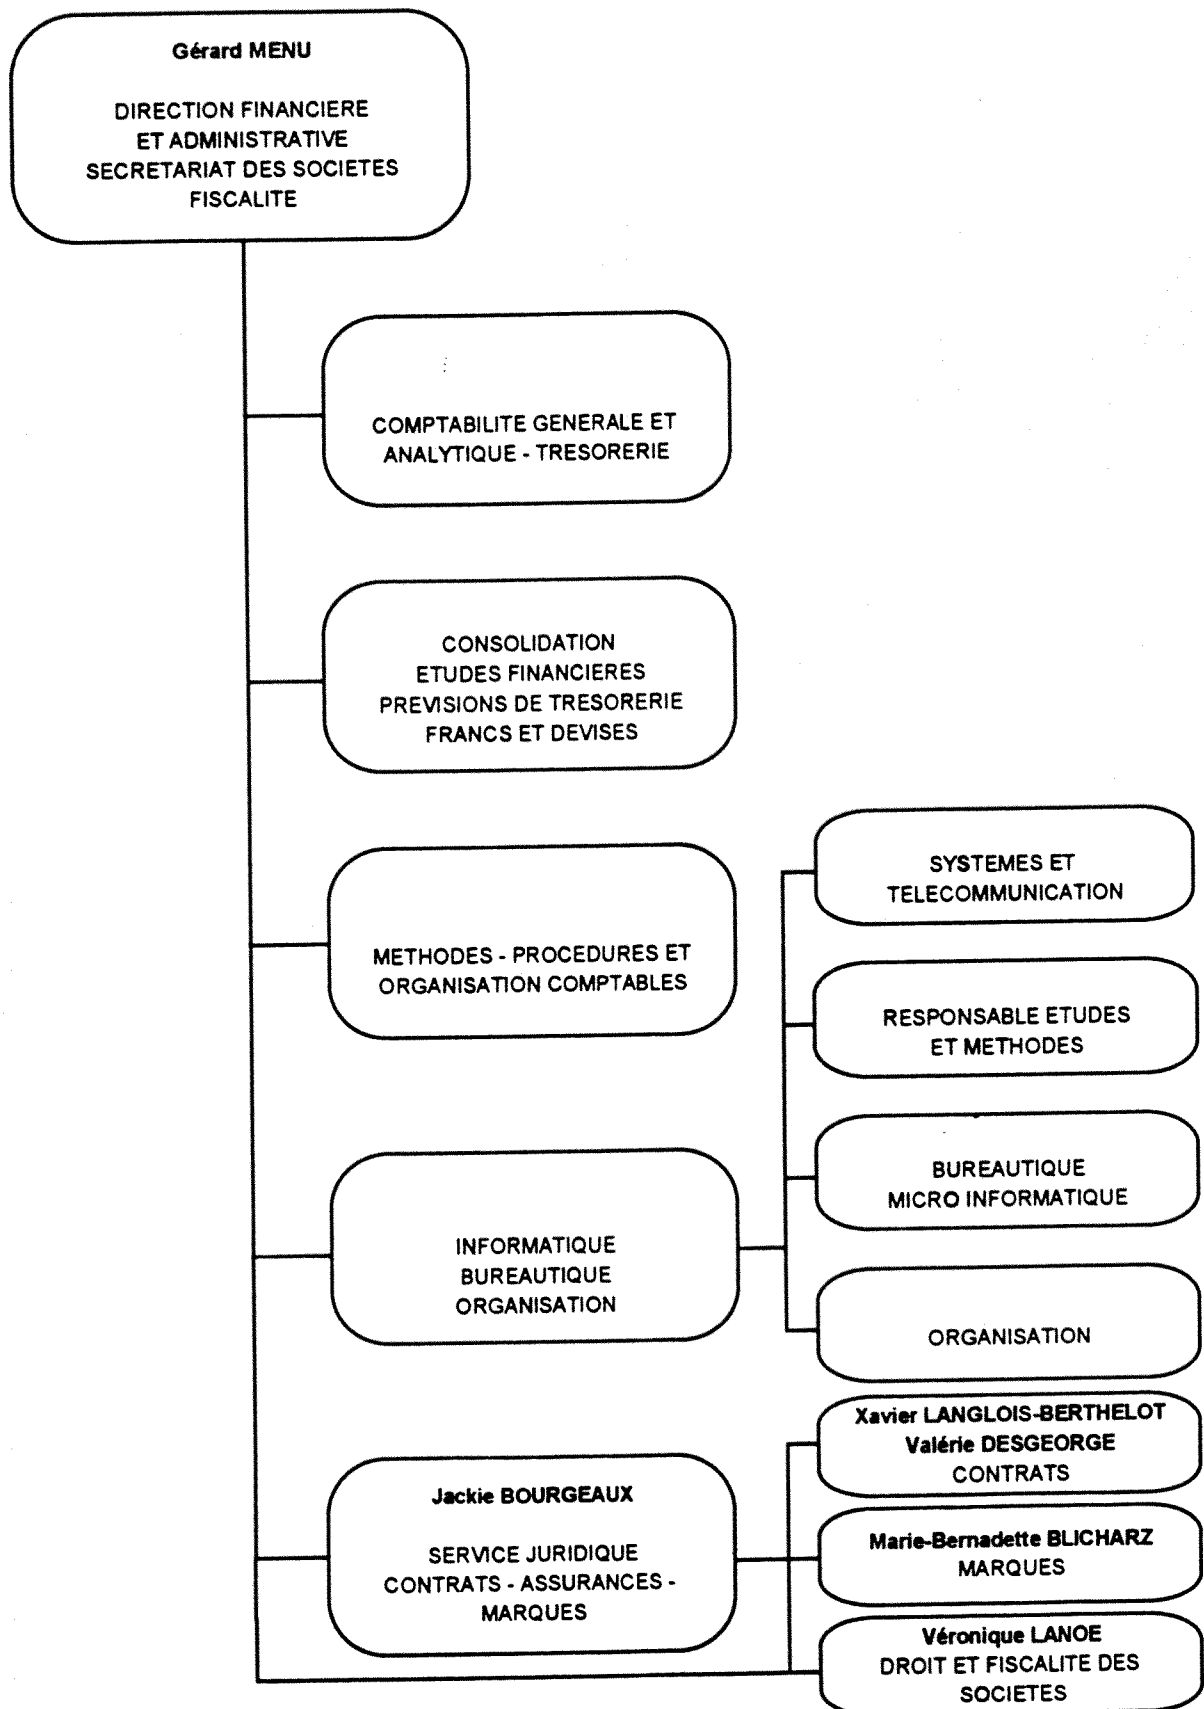 Gérard MENU
DIRECTION FINANCIERE
ET ADMINISTRATIVE
SECRETARIAT DES SOCIETES
FISCALITE
COMPTABILITE GENERALE ET
ANALYTIQUE - TRESORERIE
CONSOLIDATION
ETUDES FINANCIERES
PREVISIONS DE TRESORERIE
FRANCS ET DEVISES
METHODES - PROCEDURES ET
ORGANISATION COMPTABLES
INFORMATIQUE
BUREAUTIQUE
ORGANISATION
SYSTEMES ET
TELECOMMUNICATION
RESPONSABLE ETUDES
ET METHODES
BUREAUTIQUE
MICRO INFORMATIQUE
ORGANISATION
Jackie BOURGEAUX
SERVICE JURIDIQUE
CONTRATS - ASSURANCES -
MARQUES
Xavier LANGLOIS-BERTHELOT
Valérie DESGEORGE
CONTRATS
Marie-Bernadette BLICHARZ
MARQUES
Véronique LANOE
DROIT ET FISCALITE DES
SOCIETES